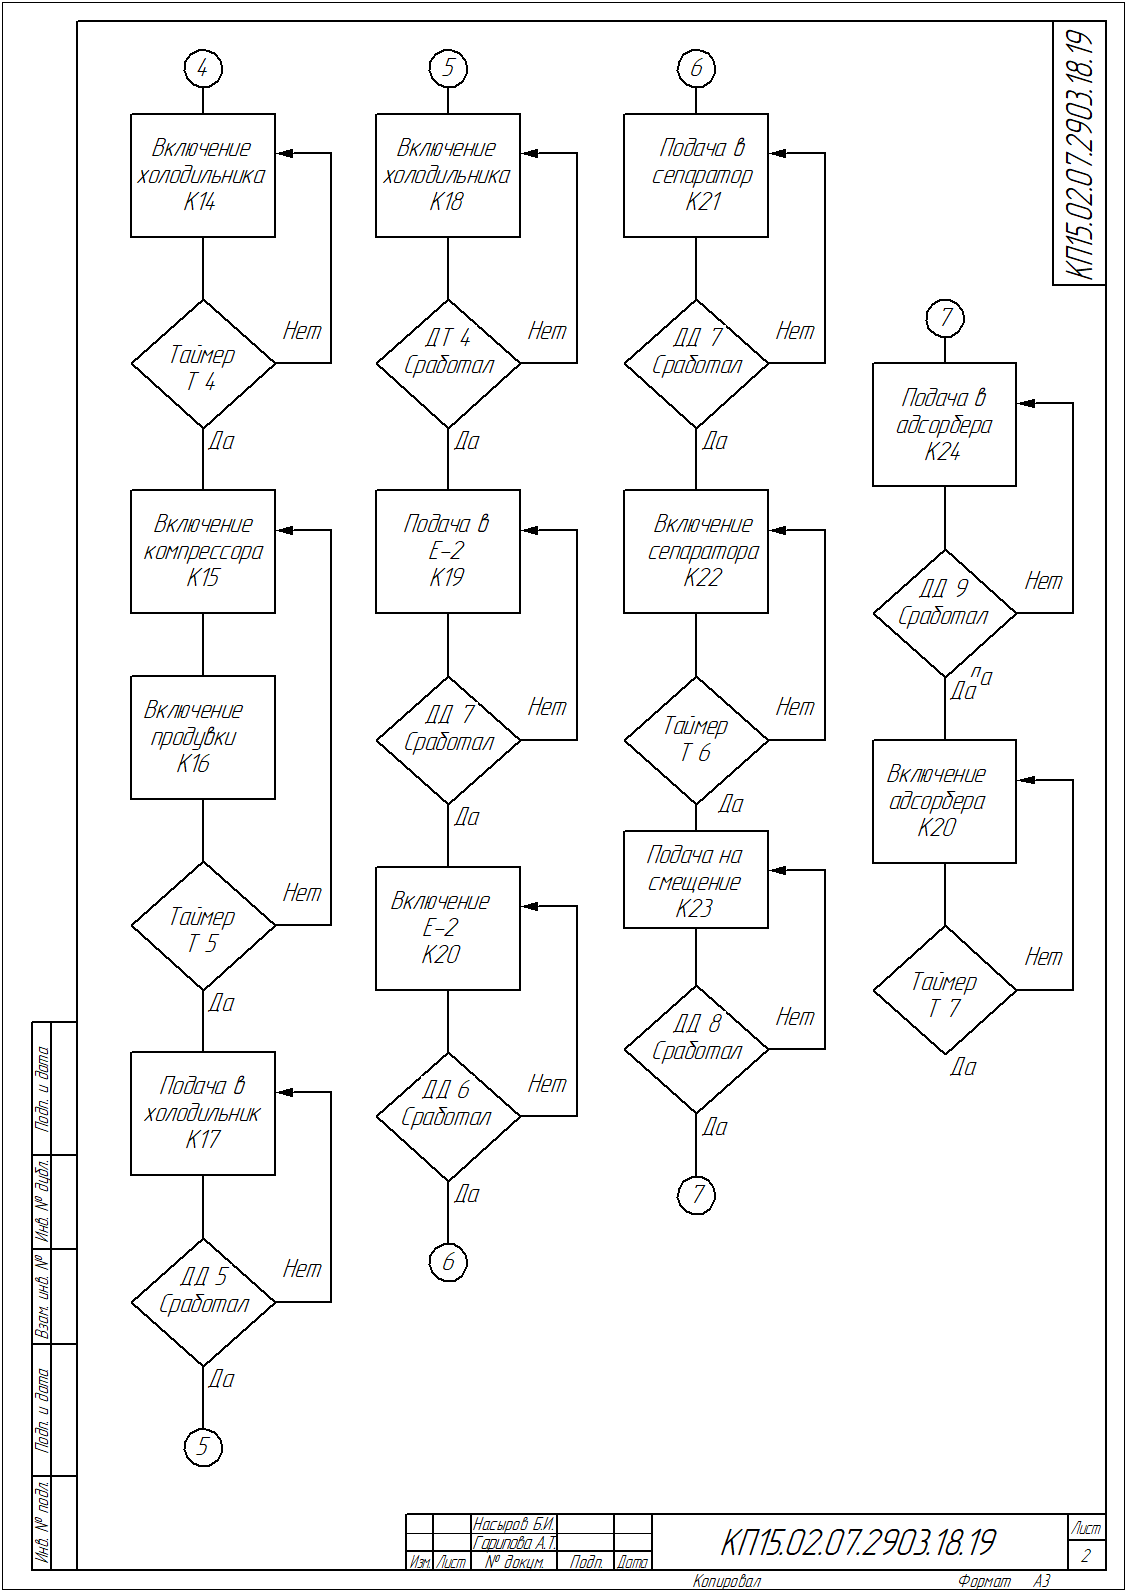 КП15.02.07.2903.18.19
4
Включение
холодильника
К14
Таймер
Т 4
Нет
Да
Включение
компрессора
К15
Включение
продувки
К16
Таймер
Т 5
Нет
Да
Подача в
холодильник
К17
ДД 5
Сработал
Нет
Да
5
5
Включение
холодильника
К18
ДТ 4
Сработал
Нет
Да
Подача в
Е-2
К19
ДД 7
Сработал
Нет
Да
Включение
Е-2
К20
ДД 6
Сработал
Нет
Да
6
6
Подача в
сепаратор
К21
ДД 7
Сработал
Нет
Да
Включение
сепаратора
К22
Таймер
Т 6
Нет
Да
Подача на
смещение
К23
ДД 8
Сработал
Нет
Да
7
7
Подача в
адсорбера
К24
ДД 9
Сработал
Нет
па
Да
Включение
адсорбера
К20
Таймер
Т 7
Нет
Да
Подп. и дата
Инв. № дубл.
Взам. инв. №
Подп. и дата
Инв. № подл.
Насыров Б.И.
Гарипова А.Т.
Изм. Лист № докум. Подп. Дата
КП15.02.07.2903.18.19
Лист
2
Копировал
Формат А3